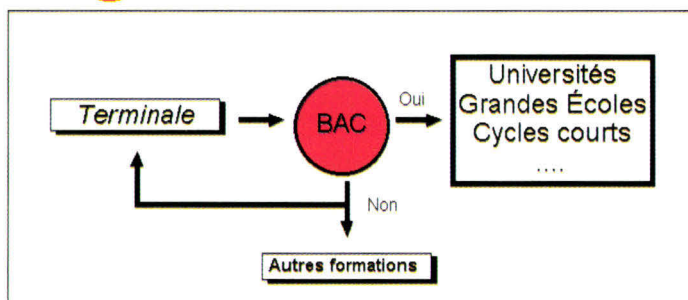 Terminale
BAC
Oui
Universités
Grandes Écoles
Cycles courts
....
Non
Autres formations